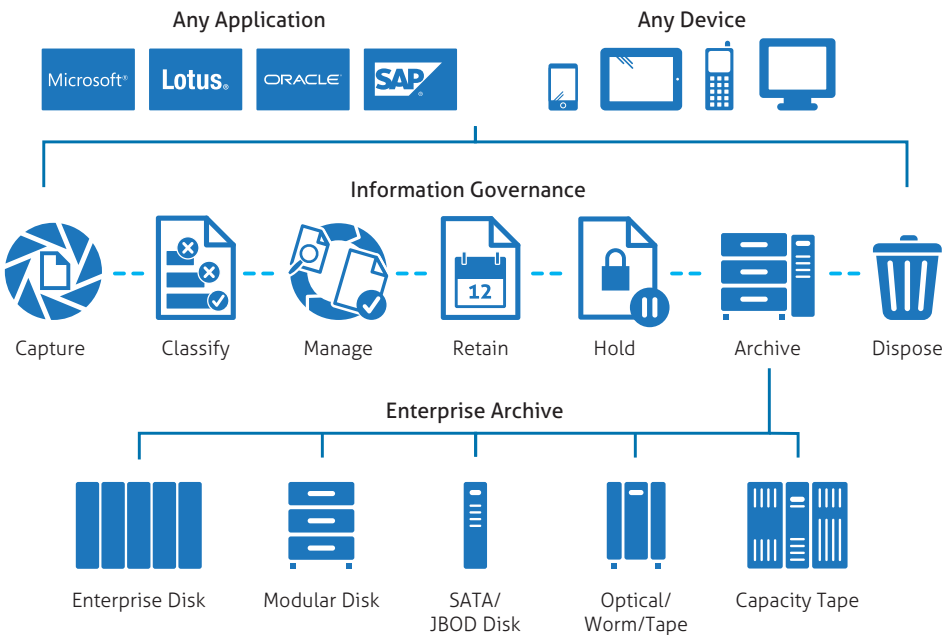 Any Application
Any Device
Microsoft®
Lotus®
ORACLE®
SAP®
Information Governance
12
Capture
Classify
Manage
Retain
Hold
Archive
Dispose
Enterprise Archive
Enterprise Disk
Modular Disk
SATA/
JBOD Disk
Optical/
Worm/Tape
Capacity Tape